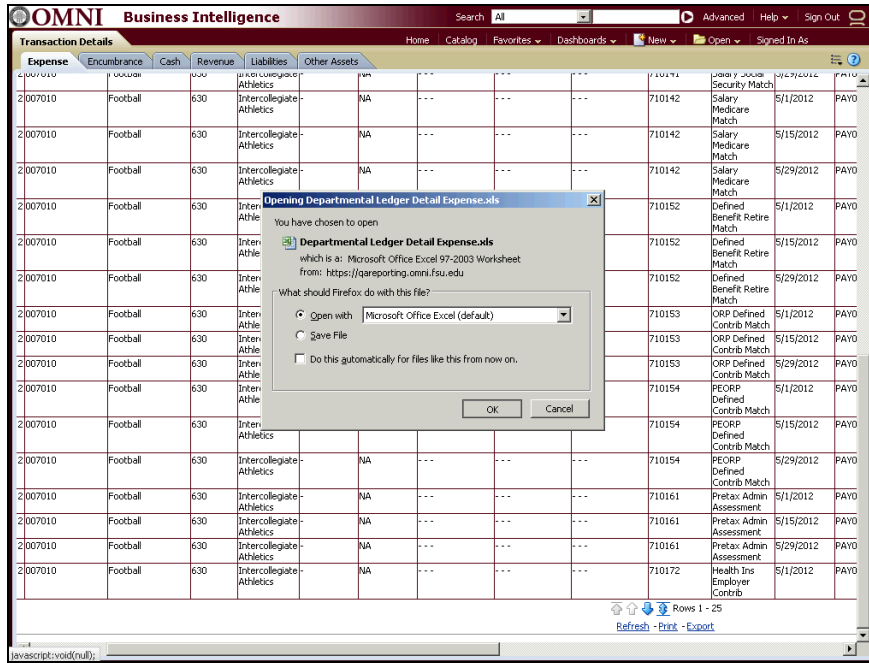 OMNI Business Intelligence Search All Advanced Help Sign Out
Transaction Details Home Catalog Favorites Dashboards New Open Signed In As
Expense Encumbrance Cash Revenue Liabilities Other Assets
2 007010 Football 630 Intercollegiate - NA - - - - - - - - - 710141 Salary Social 5/29/2012
Athletics Security Match
2 007010 Football 630 Intercollegiate - NA - - - - - - - - - 710142 Salary 5/1/2012 PAY0
Athletics Medicare
Match
2 007010 Football 630 Intercollegiate - NA - - - - - - - - - 710142 Salary 5/15/2012 PAY0
Athletics Medicare
Match
2 007010 Football 630 Intercollegiate - NA - - - - - - - - - 710142 Salary 5/29/2012 PAY0
Athletics Medicare
Match
2 007010 Football 630 Inter 710152 Defined 5/1/2012 PAY0
Athle Benefit Retire
Match
2 007010 Football 630 Inter 710152 Defined 5/15/2012 PAY0
Athle Benefit Retire
Match
2 007010 Football 630 Inter 710152 Defined 5/29/2012 PAY0
Athle Benefit Retire
Match
2 007010 Football 630 Inter 710153 ORP Defined 5/1/2012 PAY0
Athle Contrib Match
2 007010 Football 630 Inter 710153 ORP Defined 5/15/2012 PAY0
Athle Contrib Match
2 007010 Football 630 Inter 710153 ORP Defined 5/29/2012 PAY0
Athle Contrib Match
2 007010 Football 630 Inter 710154 PEORP 5/1/2012 PAY0
Athle Defined
Contrib Match
2 007010 Football 630 Inter 710154 PEORP 5/15/2012 PAY0
Athletics Defined
Contrib Match
2 007010 Football 630 Intercollegiate - NA - - - - - - - - - 710154 PEORP 5/29/2012 PAY0
Athletics Defined
Contrib Match
2 007010 Football 630 Intercollegiate - NA - - - - - - - - - 710161 Pretax Admin 5/1/2012 PAY0
Athletics Assessment
2 007010 Football 630 Intercollegiate - NA - - - - - - - - - 710161 Pretax Admin 5/15/2012 PAY0
Athletics Assessment
2 007010 Football 630 Intercollegiate - NA - - - - - - - - - 710161 Pretax Admin 5/29/2012 PAY0
Athletics Assessment
2 007010 Football 630 Intercollegiate - NA - - - - - - - - - 710172 Health Ins 5/1/2012 PAY0
Athletics Employer
Contrib
Opening Departmental Ledger Detail Expense.xls
You have chosen to open
Departmental Ledger Detail Expense.xls
which is a: Microsoft Office Excel 97-2003 Worksheet
from: https://qareporting.omni.fsu.edu
What should Firefox do with this file?
Open with Microsoft Office Excel (default)
Save File
Do this automatically for files like this from now on.
OK Cancel
Rows 1 - 25
Refresh - Print - Export
javascript:void(null);